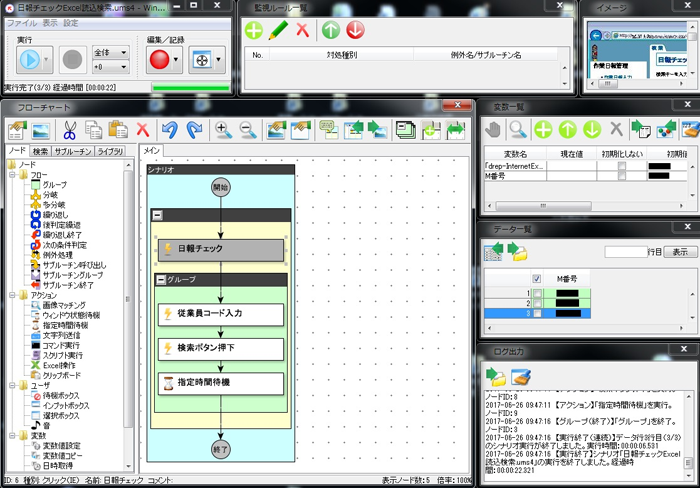 日報チェックExcel読込検索.ums4 - Win...
ファイル 表示 設定
実行
編集／記録
全体
+0
実行完了(3/3) 経過時間 [00:00:22]
監視ルール一覧
No. 対処種別 例外名/サブルーチン名
イメージ
作業日報管理
検索
日報チェック
フローチャート
ノード 検索 サブルーチン ライブラリ
ノード
フロー
グループ
分岐
多分岐
繰り返し
後判定繰返
繰り返し終了
次の条件判定
例外処理
サブルーチン呼び出し
サブルーチングループ
サブルーチン終了
アクション
画像マッチング
ウィンドウ状態待機
指定時間待機
文字列送信
コマンド実行
スクリプト実行
Excel操作
クリップボード
ユーザ
待機ボックス
インプットボックス
選択ボックス
音
変数
変数値設定
変数値コピー
日時取得
メイン
シナリオ
開始
日報チェック
グループ
従業員コード入力
検索ボタン押下
指定時間待機
終了
ID: 6 種別: クリック(IE) 名前: 日報チェック コメント:
表示ノード数: 5 倍率: 100%
変数一覧
変数名 現在値 初期化しない 初期
「drep-InternetEx...
M番号
データ一覧
行目 表示
M番号
1
2
3
ログ出力
ノードID: 8
2017-06-26 09:47:11 【アクション】「指定時間待機」を実行。
ノードID: 9
2017-06-26 09:47:16 【グループ(終了)】「グループ」を終了。
ノードID: 3
2017-06-26 09:47:16 【実行終了(連続)】データ行3行目(3/3)
のシナリオ実行が終了しました。実行時間: 00:00:06.531
2017-06-26 09:47:16 【実行終了】シナリオ「日報チェックExcel
読込検索.ums4」の実行を終了しました。経過時
間: 00:00:22.321